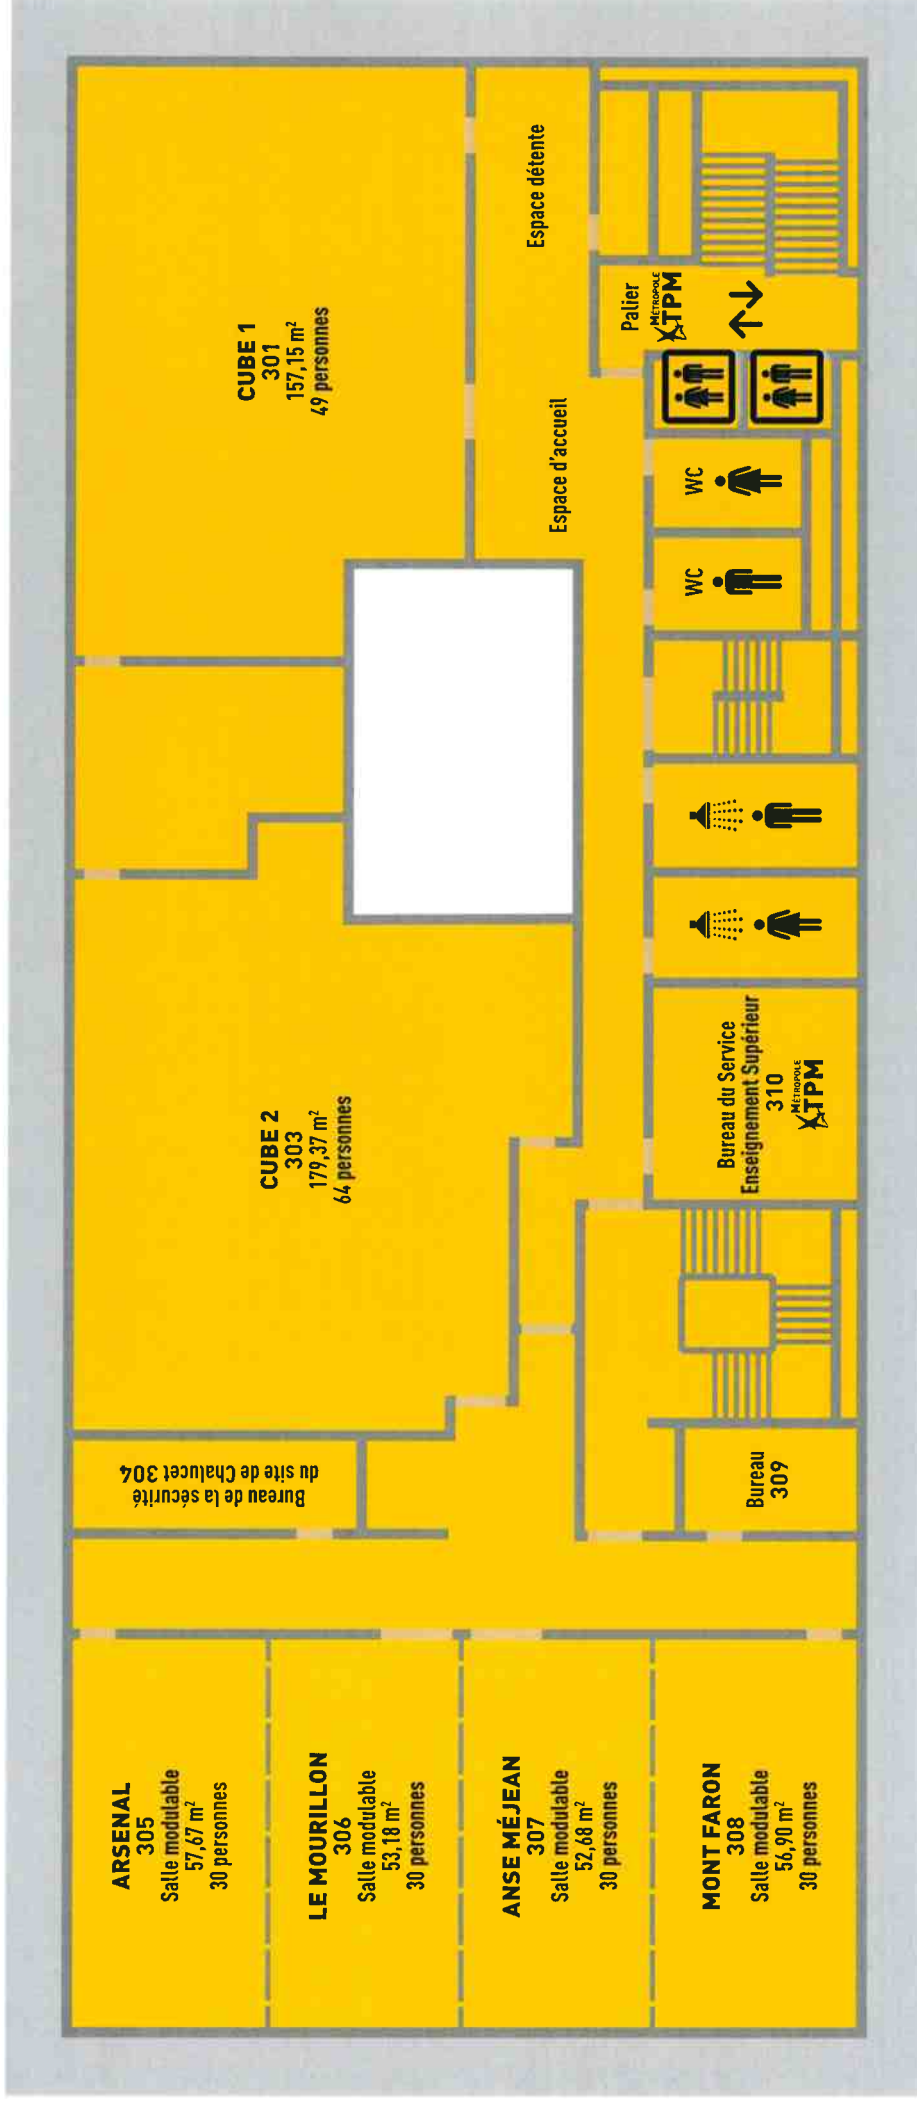 CUBE 1
301
157,15 m²
49 personnes
Espace détente
Espace d'accueil
Palier
MÉTROPOLE
TPM
WC
WC
CUBE 2
303
179,37 m²
64 personnes
Bureau du Service
Enseignement Supérieur
310
MÉTROPOLE
TPM
Bureau de la sécurité
du site de Chalucet 304
Bureau
309
ARSENAL
305
Salle modulable
57,67 m²
30 personnes
LE MOURILLON
306
Salle modulable
53,18 m²
30 personnes
ANSE MÉJEAN
307
Salle modulable
52,68 m²
30 personnes
MONT FARON
308
Salle modulable
56,90 m²
30 personnes